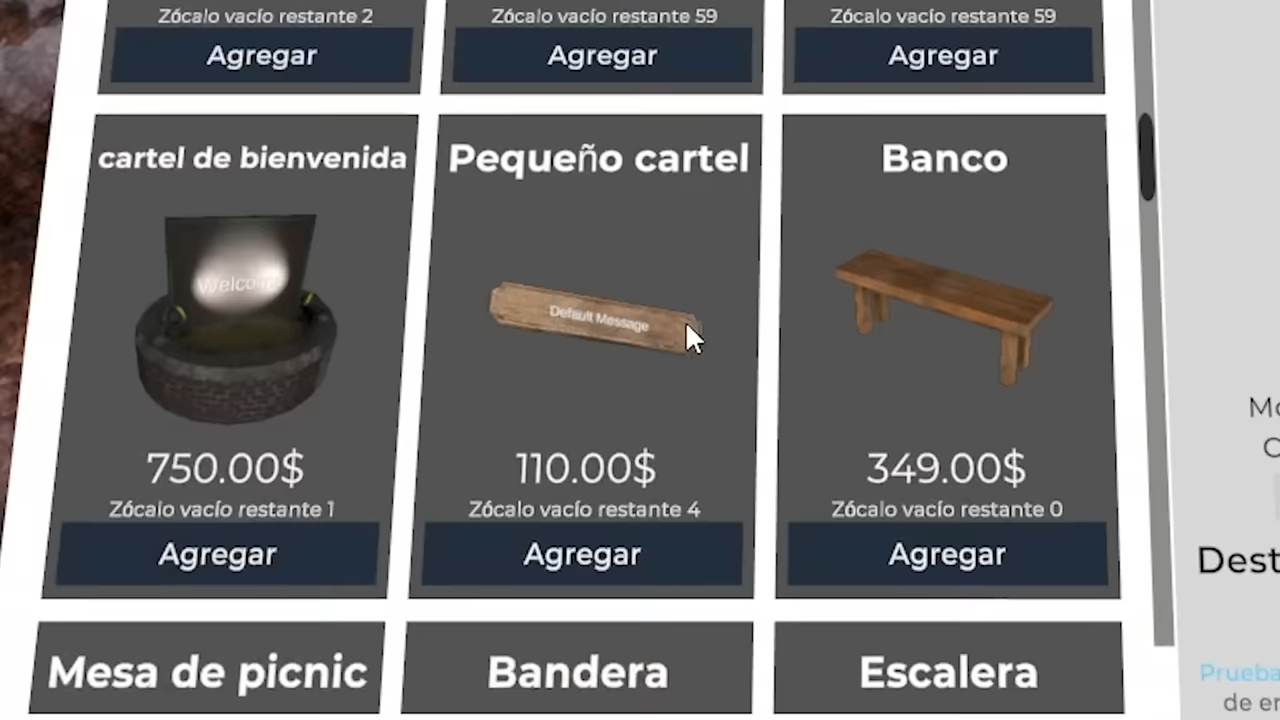 Zócalo vacío restante 2
Zócalo vacío restante 59
Zócalo vacío restante 59
Agregar
Agregar
Agregar
cartel de bienvenida
Pequeño cartel
Banco
Default Message
750.00$
110.00$
349.00$
Zócalo vacío restante 1
Zócalo vacío restante 4
Zócalo vacío restante 0
Agregar
Agregar
Agregar
Mesa de picnic
Bandera
Escalera